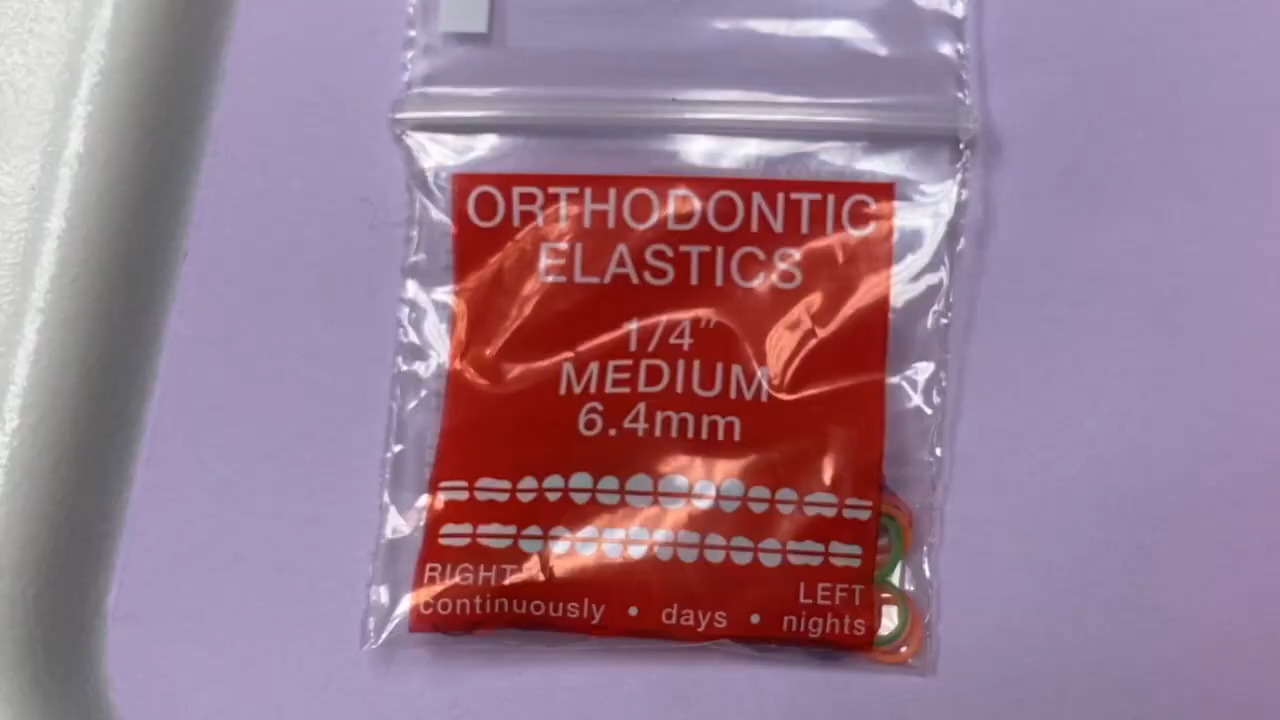 ORTHODONTIC
ELASTICS
1/4"
MEDIUM
6.4mm
RIGHT LEFT
continuously • days • nights